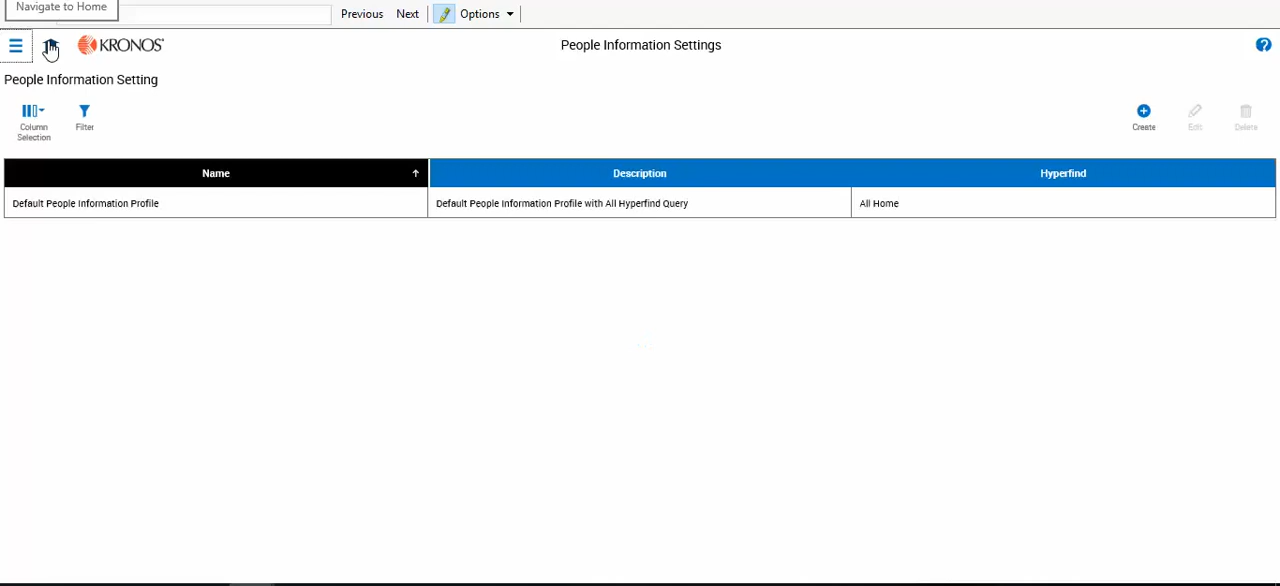 Navigate to Home
Previous Next Options
KRONOS
People Information Settings
People Information Setting
Column
Selection
Filter
Create
Edit
Delete
Name Description Hyperfind
Default People Information Profile Default People Information Profile with All Hyperfind Query All Home